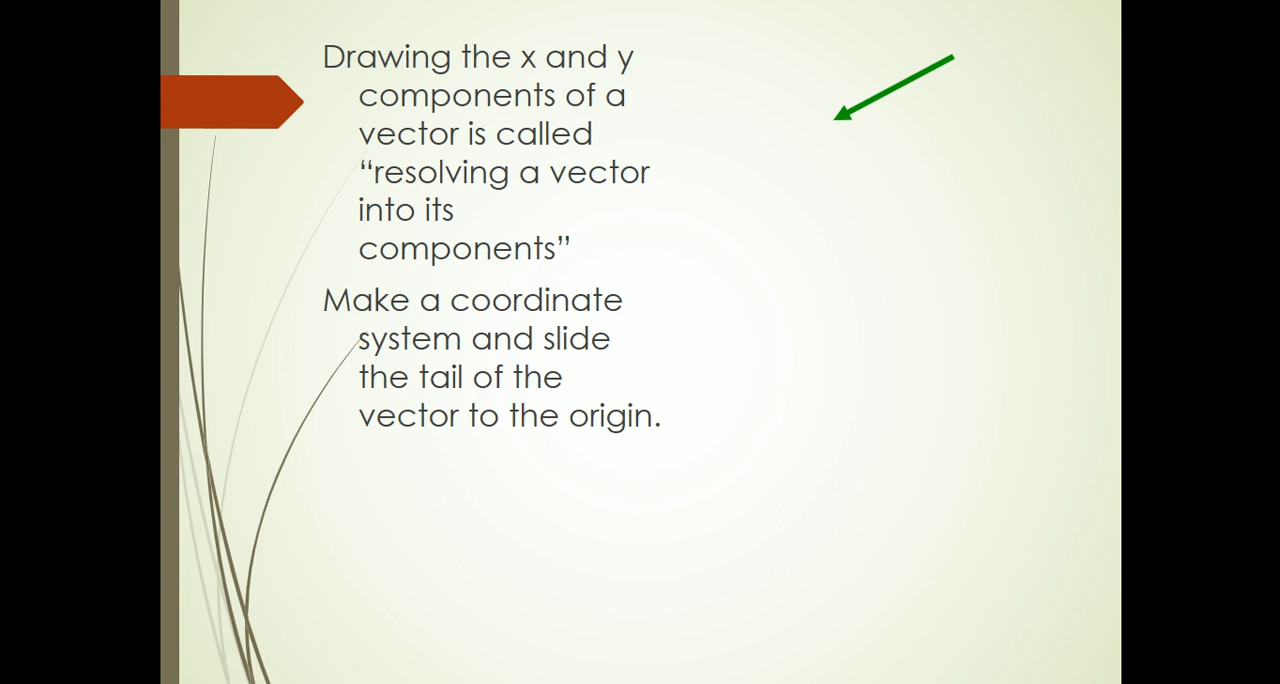 Drawing the x and y
components of a
vector is called
“resolving a vector
into its
components”
Make a coordinate
system and slide
the tail of the
vector to the origin.